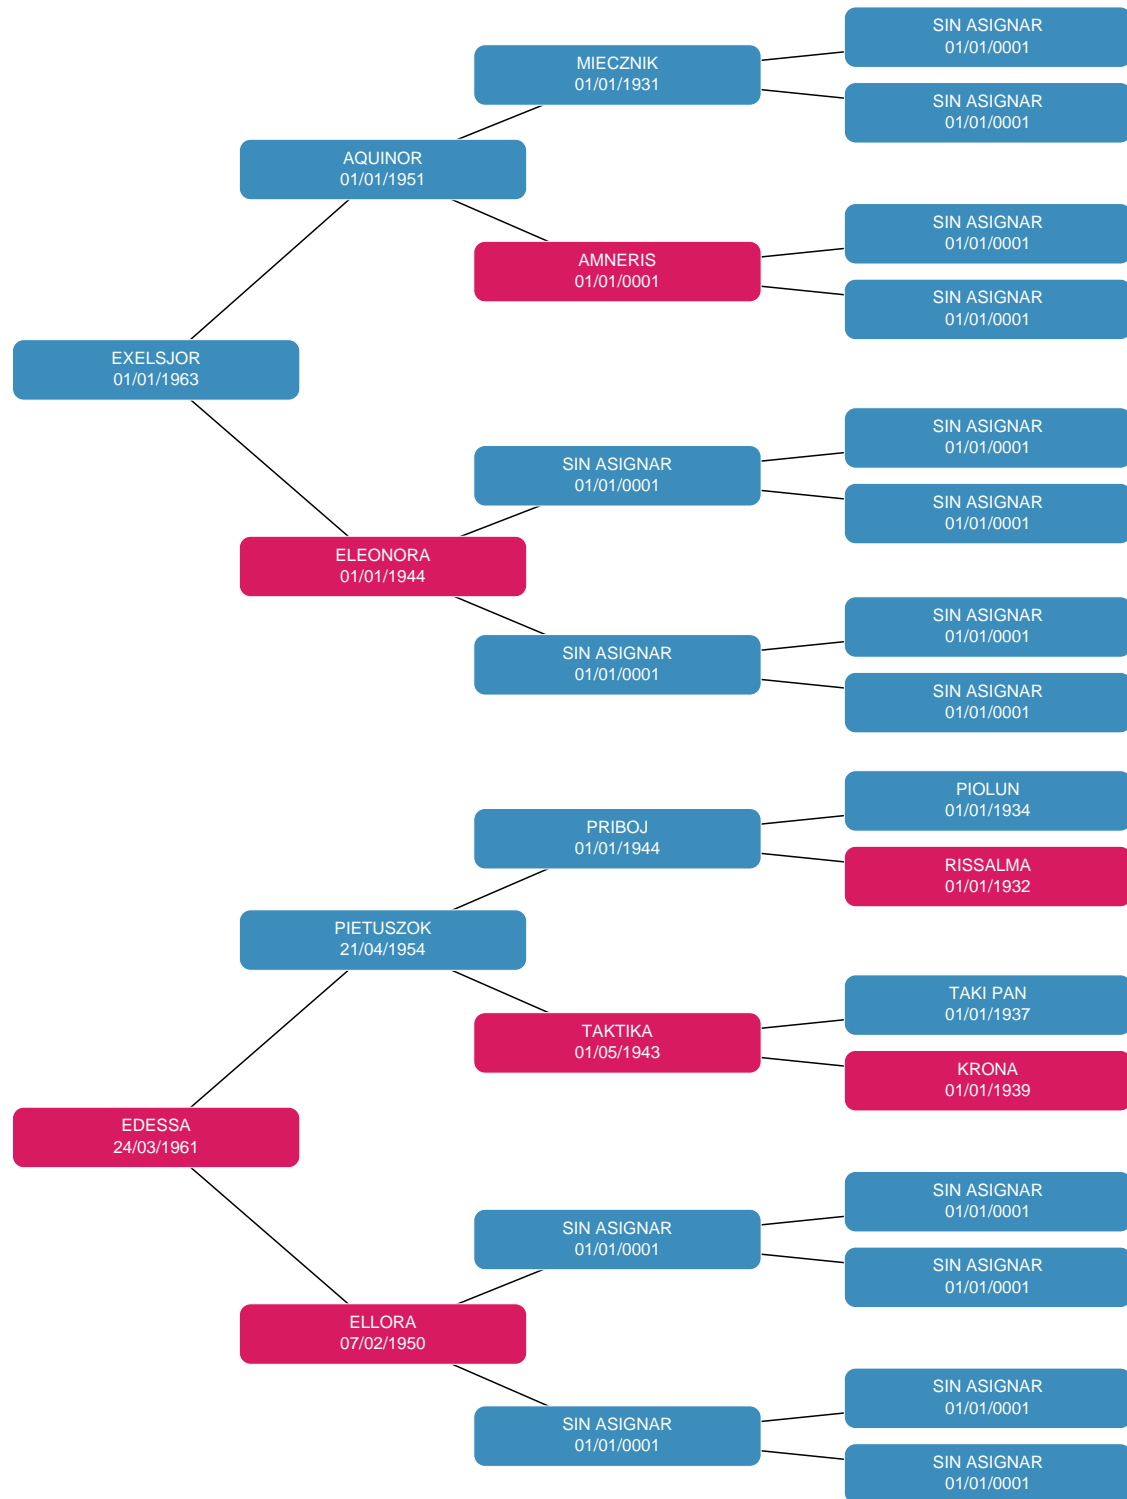 SIN ASIGNAR
01/01/0001
MIECZNIK
01/01/1931
SIN ASIGNAR
01/01/0001
AQUINOR
01/01/1951
SIN ASIGNAR
01/01/0001
AMNERIS
01/01/0001
SIN ASIGNAR
01/01/0001
EXELSJOR
01/01/1963
SIN ASIGNAR
01/01/0001
SIN ASIGNAR
01/01/0001
SIN ASIGNAR
01/01/0001
ELEONORA
01/01/1944
SIN ASIGNAR
01/01/0001
SIN ASIGNAR
01/01/0001
SIN ASIGNAR
01/01/0001
PIOLUN
01/01/1934
PRIBOJ
01/01/1944
RISSALMA
01/01/1932
PIETUSZOK
21/04/1954
TAKI PAN
01/01/1937
TAKTIKA
01/05/1943
KRONA
01/01/1939
EDESSA
24/03/1961
SIN ASIGNAR
01/01/0001
SIN ASIGNAR
01/01/0001
SIN ASIGNAR
01/01/0001
ELLORA
07/02/1950
SIN ASIGNAR
01/01/0001
SIN ASIGNAR
01/01/0001
SIN ASIGNAR
01/01/0001